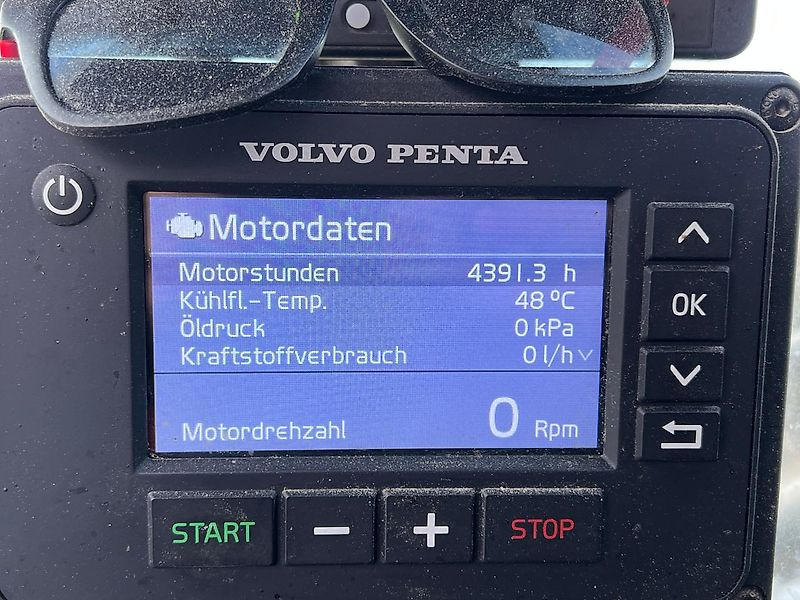 VOLVO PENTA
Motordaten
Motorstunden 4391.3 h
Kühlfl.-Temp. 48 ºC
Öldruck 0 kPa
Kraftstoffverbrauch 0 l/h
Motordrehzahl 0 Rpm
OK
START − + STOP